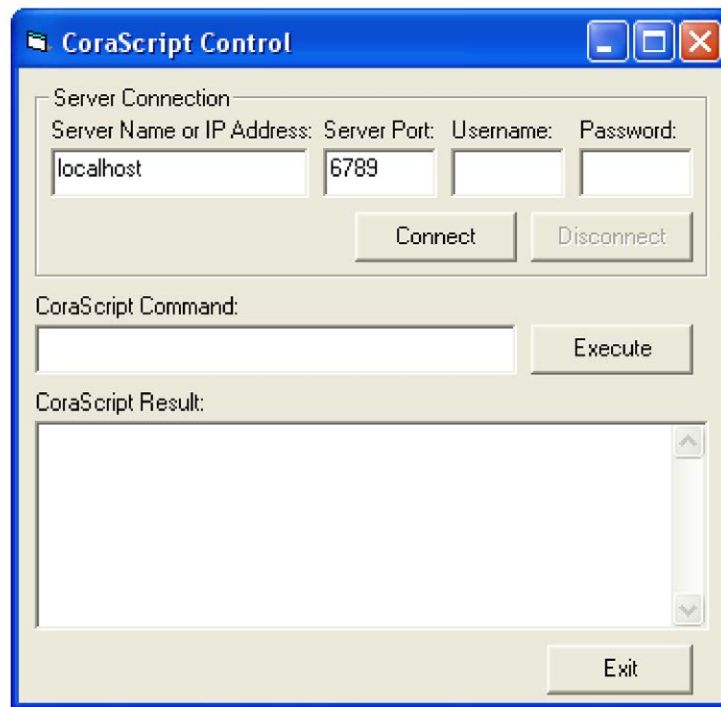 CoraScript Control
Server Connection
Server Name or IP Address: Server Port: Username: Password:
localhost 6789
Connect Disconnect
CoraScript Command:
Execute
CoraScript Result:
Exit